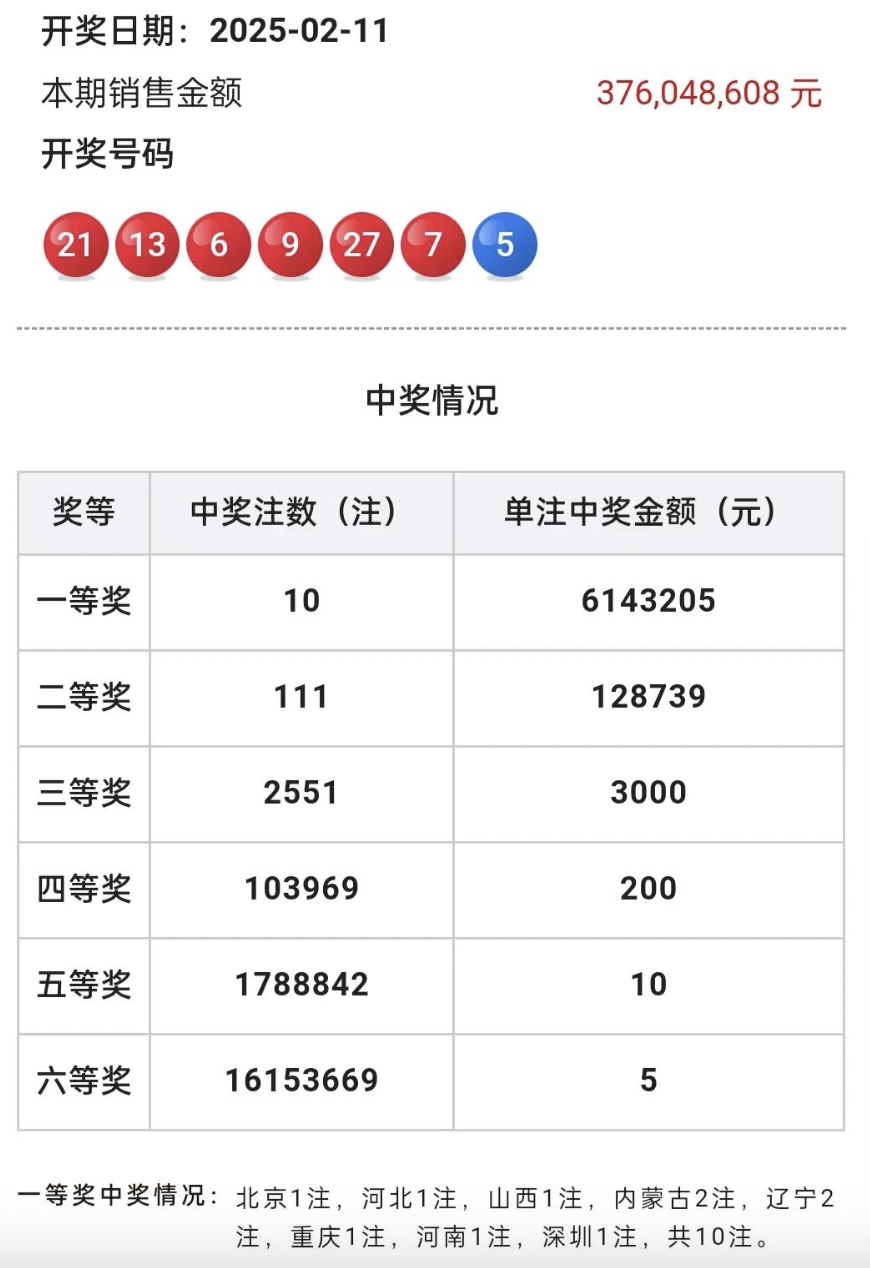 开奖日期：2025-02-11
本期销售金额 376,048,608 元
开奖号码
21 13 6 9 27 7 5
中奖情况
奖等 中奖注数（注） 单注中奖金额（元）
一等奖 10 6143205
二等奖 111 128739
三等奖 2551 3000
四等奖 103969 200
五等奖 1788842 10
六等奖 16153669 5
一等奖中奖情况：北京1注，河北1注，山西1注，内蒙古2注，辽宁2
注，重庆1注，河南1注，深圳1注，共10注。